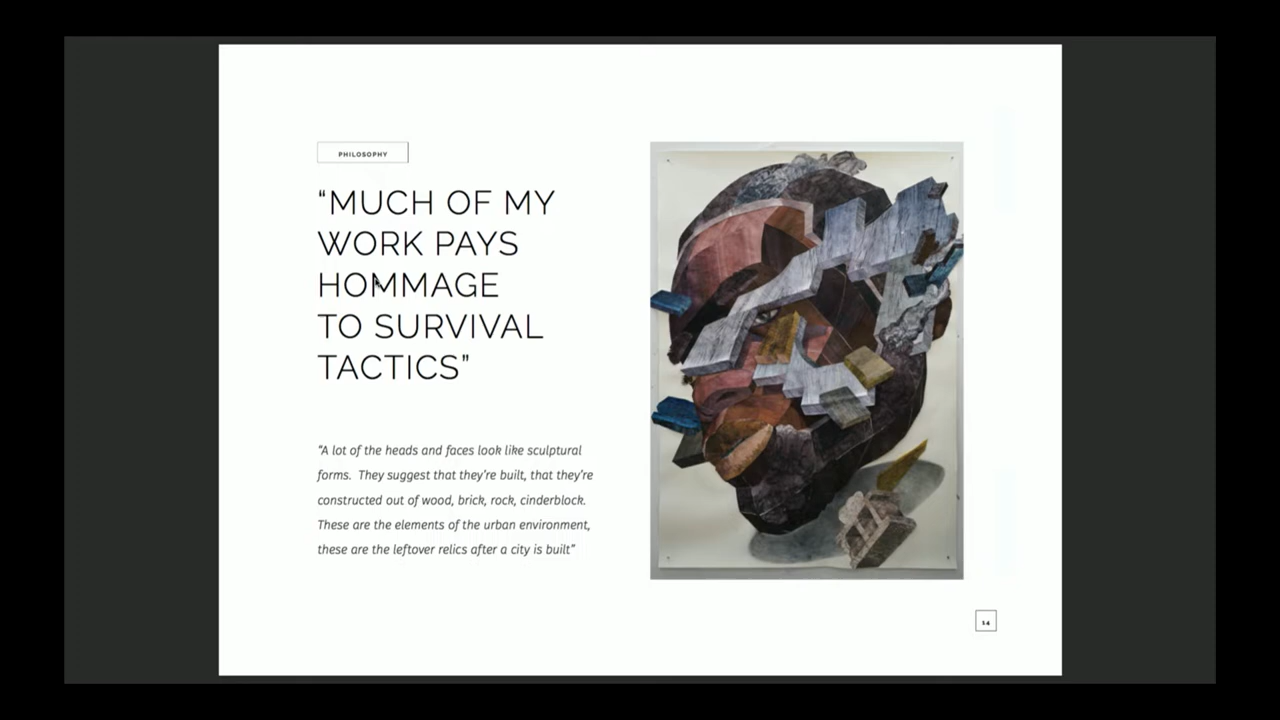 PHILOSOPHY
“MUCH OF MY
WORK PAYS
HOMMAGE
TO SURVIVAL
TACTICS”
“A lot of the heads and faces look like sculptural
forms.  They suggest that they’re built, that they’re
constructed out of wood, brick, rock, cinderblock.
These are the elements of the urban environment,
these are the leftover relics after a city is built”
14